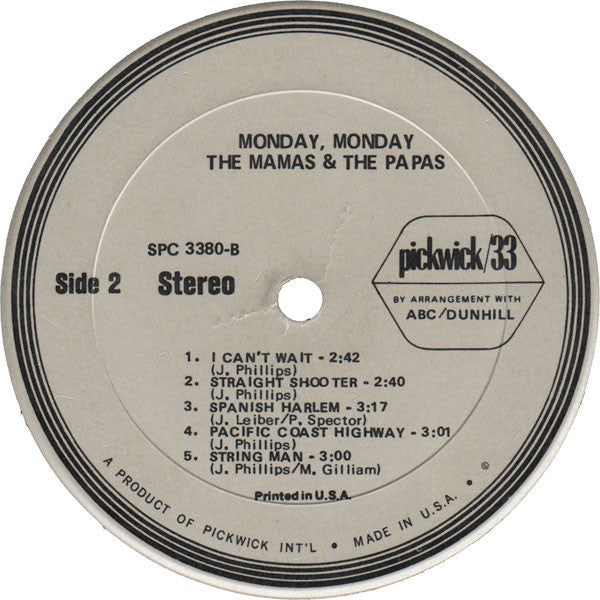 MONDAY, MONDAY
THE MAMAS & THE PAPAS
SPC 3380-B
Side 2 Stereo
pickwick/33
BY ARRANGEMENT WITH
ABC/DUNHILL
1. I CAN'T WAIT - 2:42
(J. Phillips)
2. STRAIGHT SHOOTER - 2:40
(J. Phillips)
3. SPANISH HARLEM - 3:17
(J. Leiber/P. Spector)
4. PACIFIC COAST HIGHWAY - 3:01
(J. Phillips)
5. STRING MAN - 3:00
(J. Phillips/M. Gilliam)
Printed in U.S.A.
A PRODUCT OF PICKWICK INT'L • MADE IN U.S.A. • ©